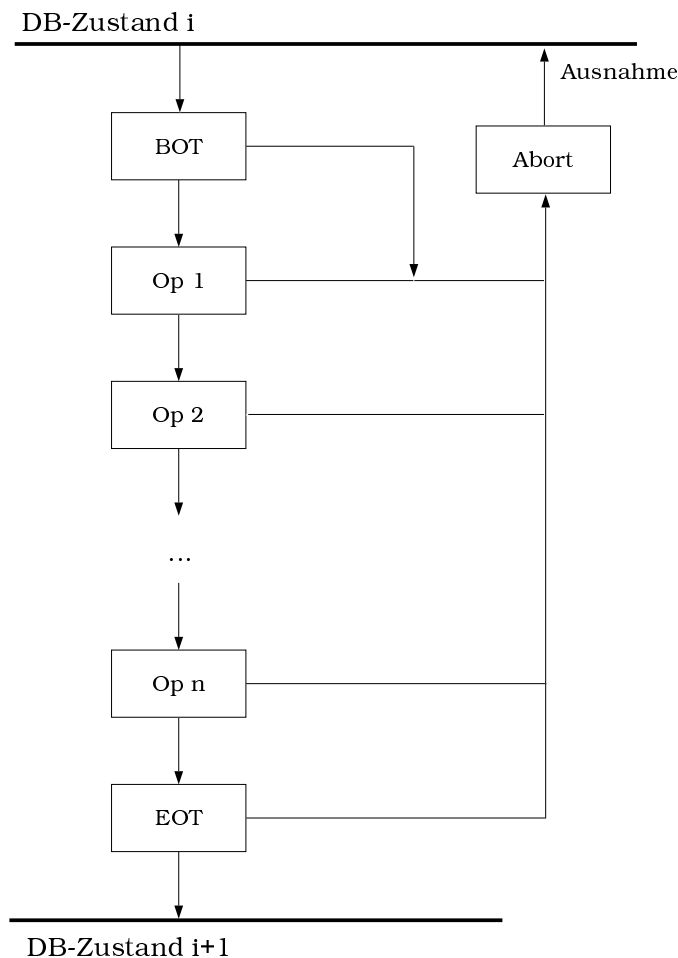 DB-Zustand i
Ausnahme
BOT
Abort
Op 1
Op 2
...
Op n
EOT
DB-Zustand i+1